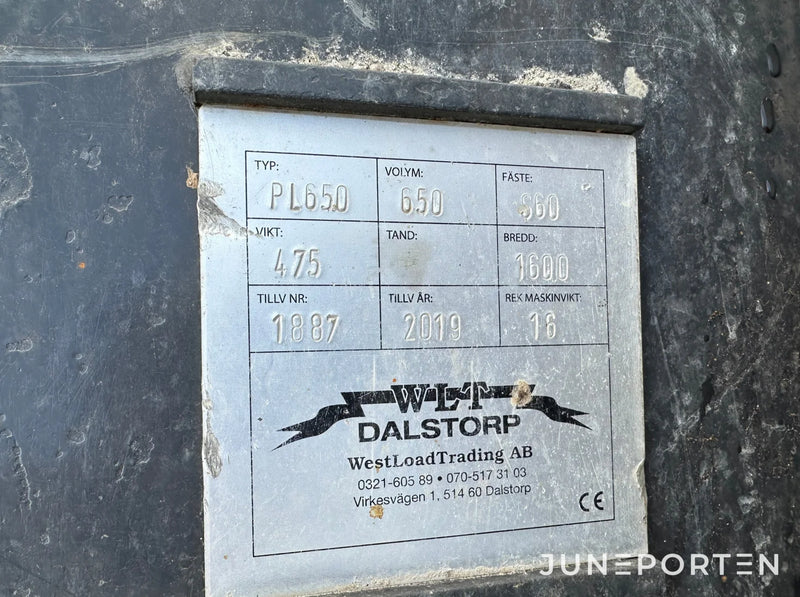 TYP: VOLYM: FÄSTE:
PL650 650 S60
VIKT: TAND: BREDD:
475 1600
TILLV NR: TILLV ÅR: REK MASKINVIKT:
1887 2019 16
WLT
DALSTORP
WestLoadTrading AB
0321-605 89 • 070-517 31 03
Virkesvägen 1, 514 60 Dalstorp
CE
JUNEPORTEN